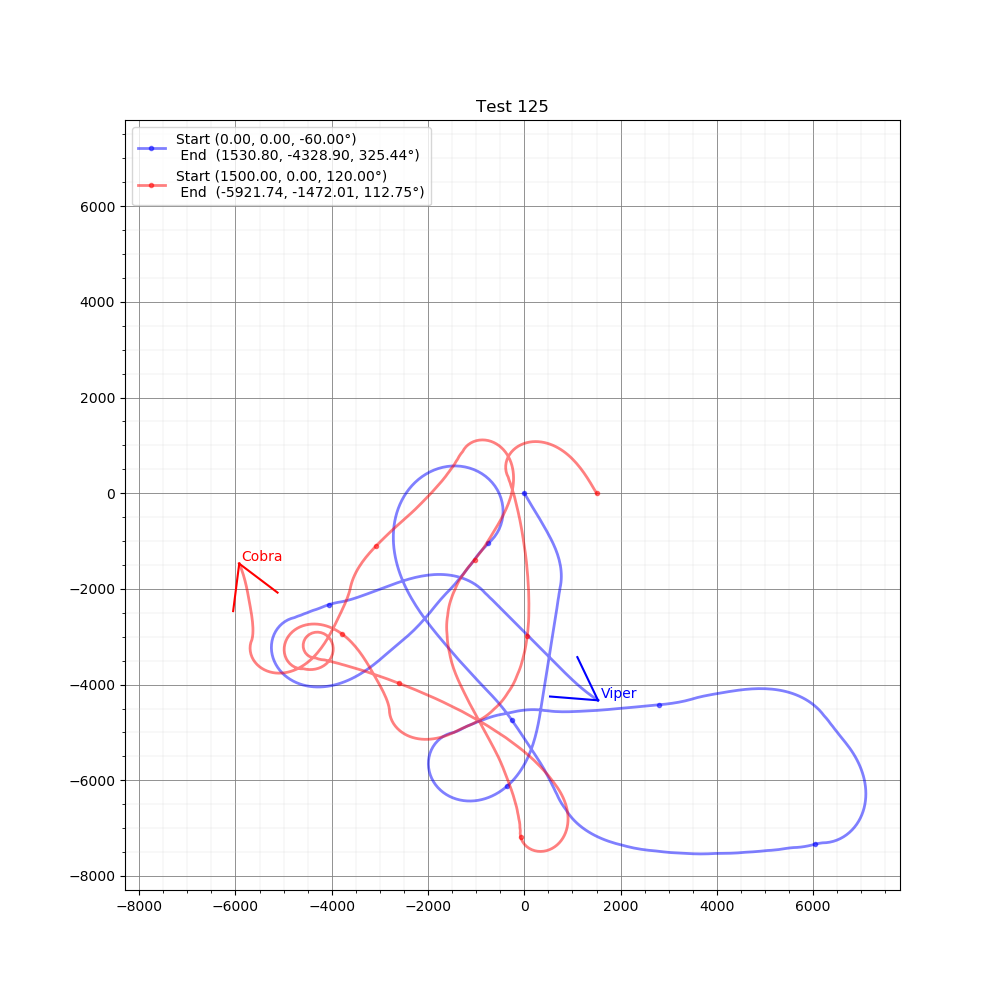 Test 125
Start (0.00, 0.00, -60.00°)
End (1530.80, -4328.90, 325.44°)
Start (1500.00, 0.00, 120.00°)
End (-5921.74, -1472.01, 112.75°)
6000
4000
2000
0
−2000
−4000
−6000
−8000
Cobra
Viper
−8000 −6000 −4000 −2000 0 2000 4000 6000